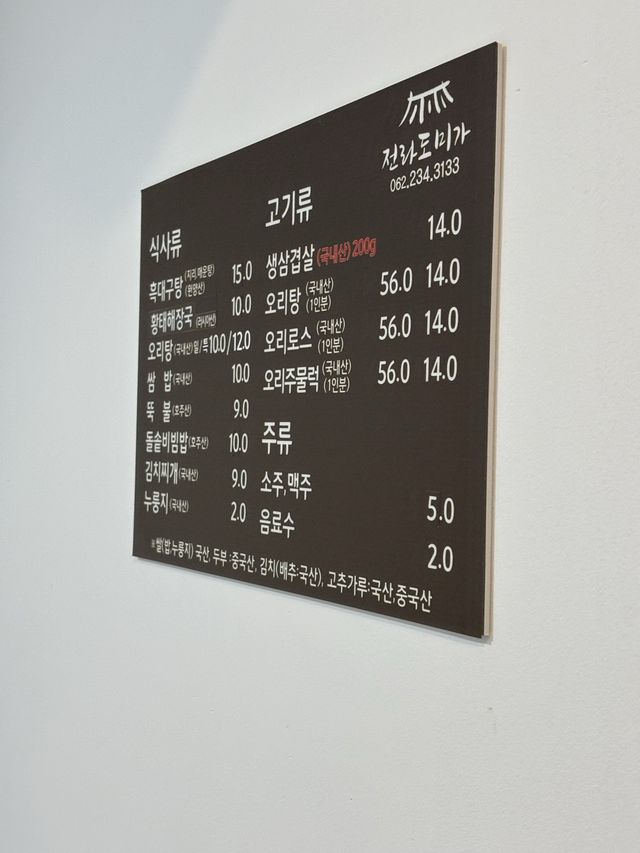 전라도미가
062.234.3133
식사류
흑대구탕 (지리,매운탕) (원양산) 15.0
황태해장국 (러시아산) 10.0
오리탕 (국내산) 일/특 10.0/12.0
쌈 밥 (국내산) 10.0
뚝 불 (호주산) 9.0
돌솥비빔밥 (호주산) 10.0
김치찌개 (국내산) 9.0
누룽지 (국내산) 2.0
고기류
생삼겹살 (국내산) 200g 14.0
오리탕 (국내산) (1인분) 56.0 14.0
오리로스 (국내산) (1인분) 56.0 14.0
오리주물럭 (국내산) (1인분) 56.0 14.0
주류
소주,맥주 5.0
음료수 2.0
※쌀(밥.누룽지) 국산, 두부:중국산, 김치(배추:국산), 고추가루:국산,중국산